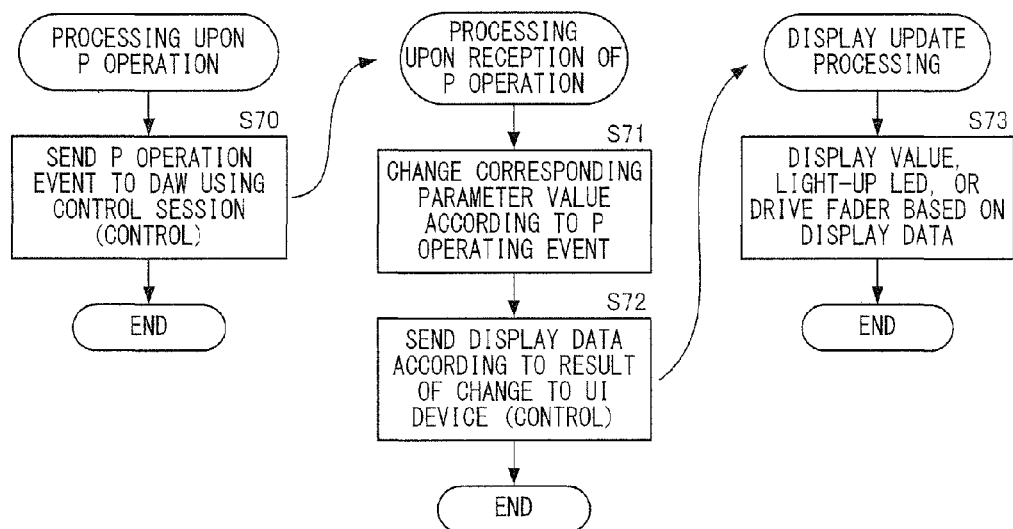 PROCESSING UPON
P OPERATION
S70
SEND P OPERATION
EVENT TO DAW USING
CONTROL SESSION
(CONTROL)
END
PROCESSING
UPON RECEPTION OF
P OPERATION
S71
CHANGE CORRESPONDING
PARAMETER VALUE
ACCORDING TO P
OPERATING EVENT
S72
SEND DISPLAY DATA
ACCORDING TO RESULT
OF CHANGE TO UI
DEVICE (CONTROL)
END
DISPLAY UPDATE
PROCESSING
S73
DISPLAY VALUE,
LIGHT-UP LED, OR
DRIVE FADER BASED ON
DISPLAY DATA
END